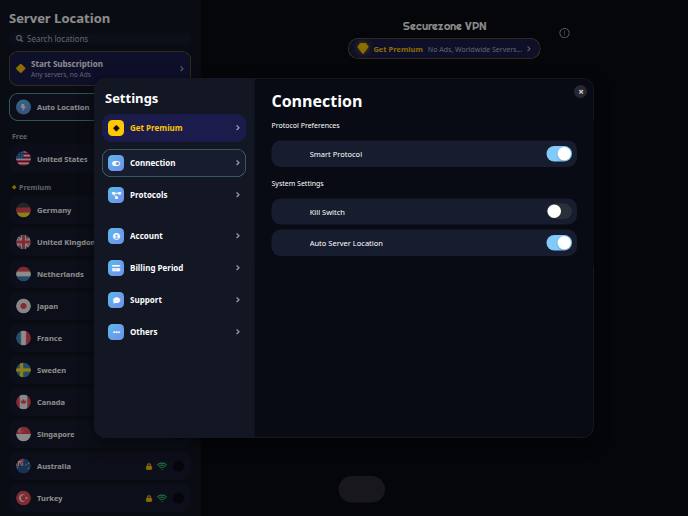 Server Location
Search locations
Start Subscription
Any servers, no Ads
Auto Location
Free
United States
Premium
Germany
United Kingdom
Netherlands
Japan
France
Sweden
Canada
Singapore
Australia
Turkey
Securezone VPN
Get Premium No Ads, Worldwide Servers...
Settings
Get Premium
Connection
Protocols
Account
Billing Period
Support
Others
Connection
Protocol Preferences
Smart Protocol
System Settings
Kill Switch
Auto Server Location